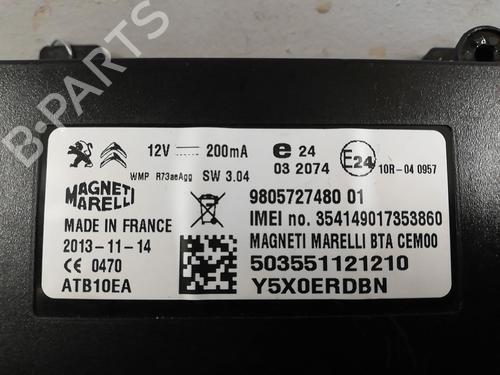 12V 200mA
e 24
03 2074
E24
10R-04 0957
WMP R73aeAgg SW 3.04
MAGNETI
MARELLI
9805727480 01
IMEI no. 354149017353860
MADE IN FRANCE
2013-11-14
MAGNETI MARELLI BTA CEM00
CE 0470
503551121210
ATB10EA
Y5X0ERDBN
B-PARTS